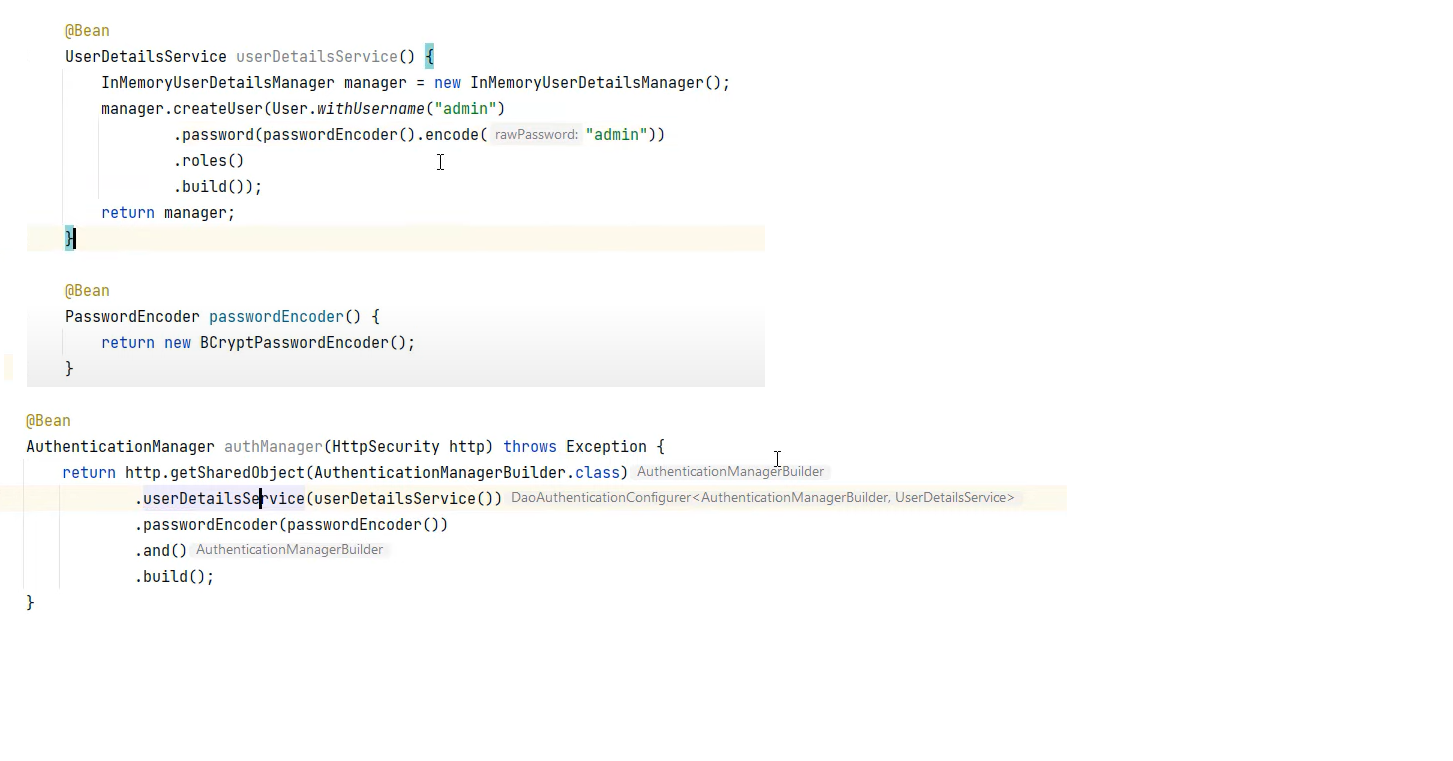 @Bean
UserDetailsService userDetailsService() {
InMemoryUserDetailsManager manager = new InMemoryUserDetailsManager();
manager.createUser(User.withUsername("admin")
.password(passwordEncoder().encode( rawPassword: "admin"))
.roles()
.build());
return manager;
}
@Bean
PasswordEncoder passwordEncoder() {
return new BCryptPasswordEncoder();
}
@Bean
AuthenticationManager authManager(HttpSecurity http) throws Exception {
return http.getSharedObject(AuthenticationManagerBuilder.class) AuthenticationManagerBuilder
.userDetailsService(userDetailsService()) DaoAuthenticationConfigurer<AuthenticationManagerBuilder, UserDetailsService>
.passwordEncoder(passwordEncoder())
.and() AuthenticationManagerBuilder
.build();
}